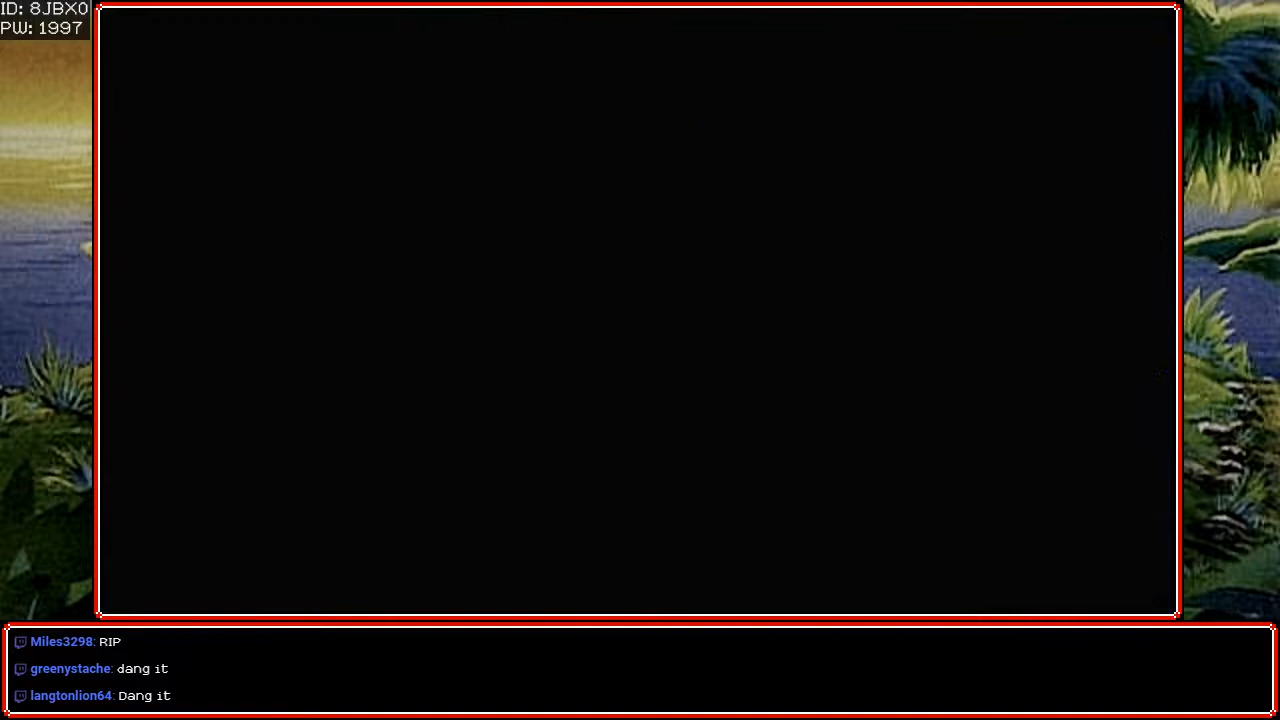 ID: 8JBX0
PW: 1997
Miles3298: RIP
greenystache: dang it
langtonlion64: Dang it